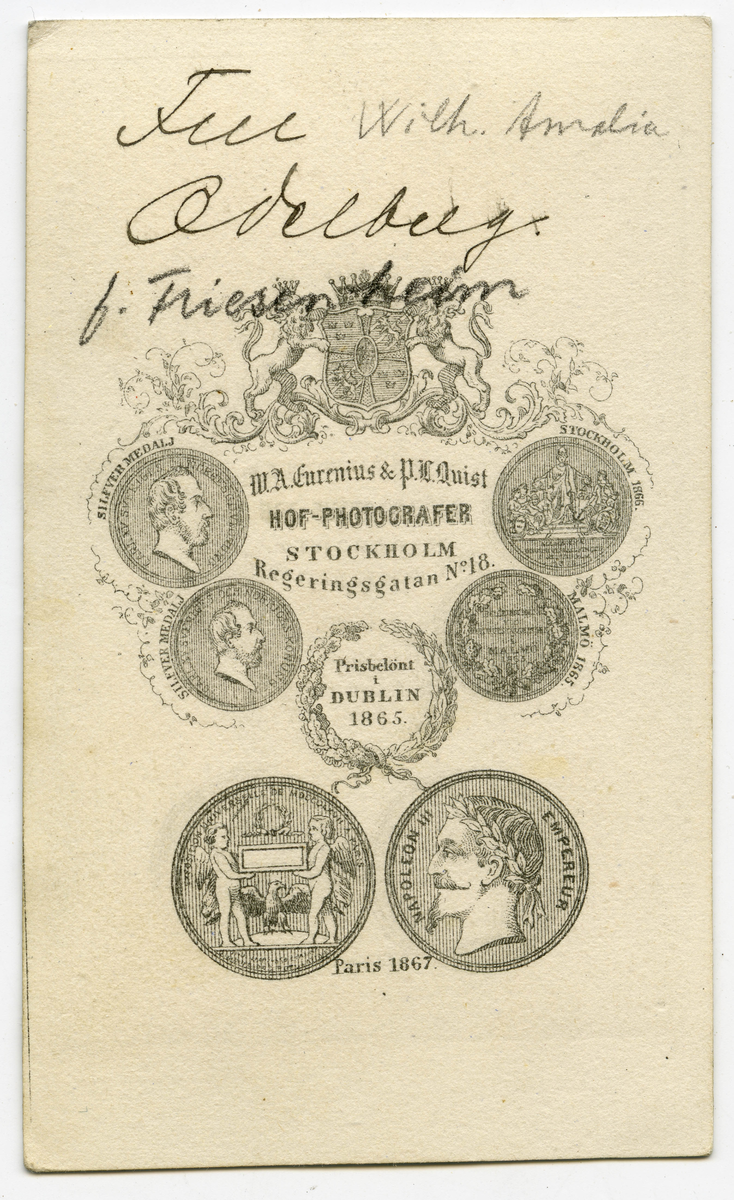 Fru Wilh. Amalia
Odelberg.
f. Friesenheim
SILFVER MEDALJ
STOCKHOLM. 1866.
W. A. Eurenius & P. L. Quist
HOF-PHOTOGRAFER
STOCKHOLM
Regeringsgatan No. 18.
SILFVER MEDALJ
MALMÖ 1865.
Prisbelönt
i
DUBLIN
1865.
NAPOLEON III EMPEREUR
Paris 1867.